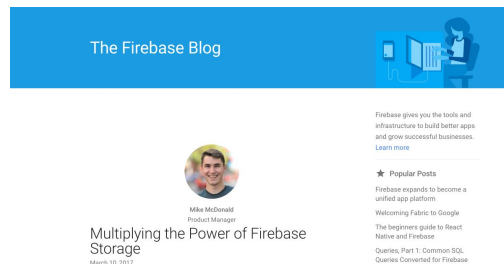 The Firebase Blog
Firebase gives you the tools and
infrastructure to build better apps
and grow successful businesses.
Learn more
Popular Posts
Firebase expands to become a
unified app platform
Welcoming Fabric to Google
The beginners guide to React
Native and Firebase
Queries, Part 1: Common SQL
Queries Converted for Firebase
Mike McDonald
Product Manager
Multiplying the Power of Firebase
Storage
March 10, 2017